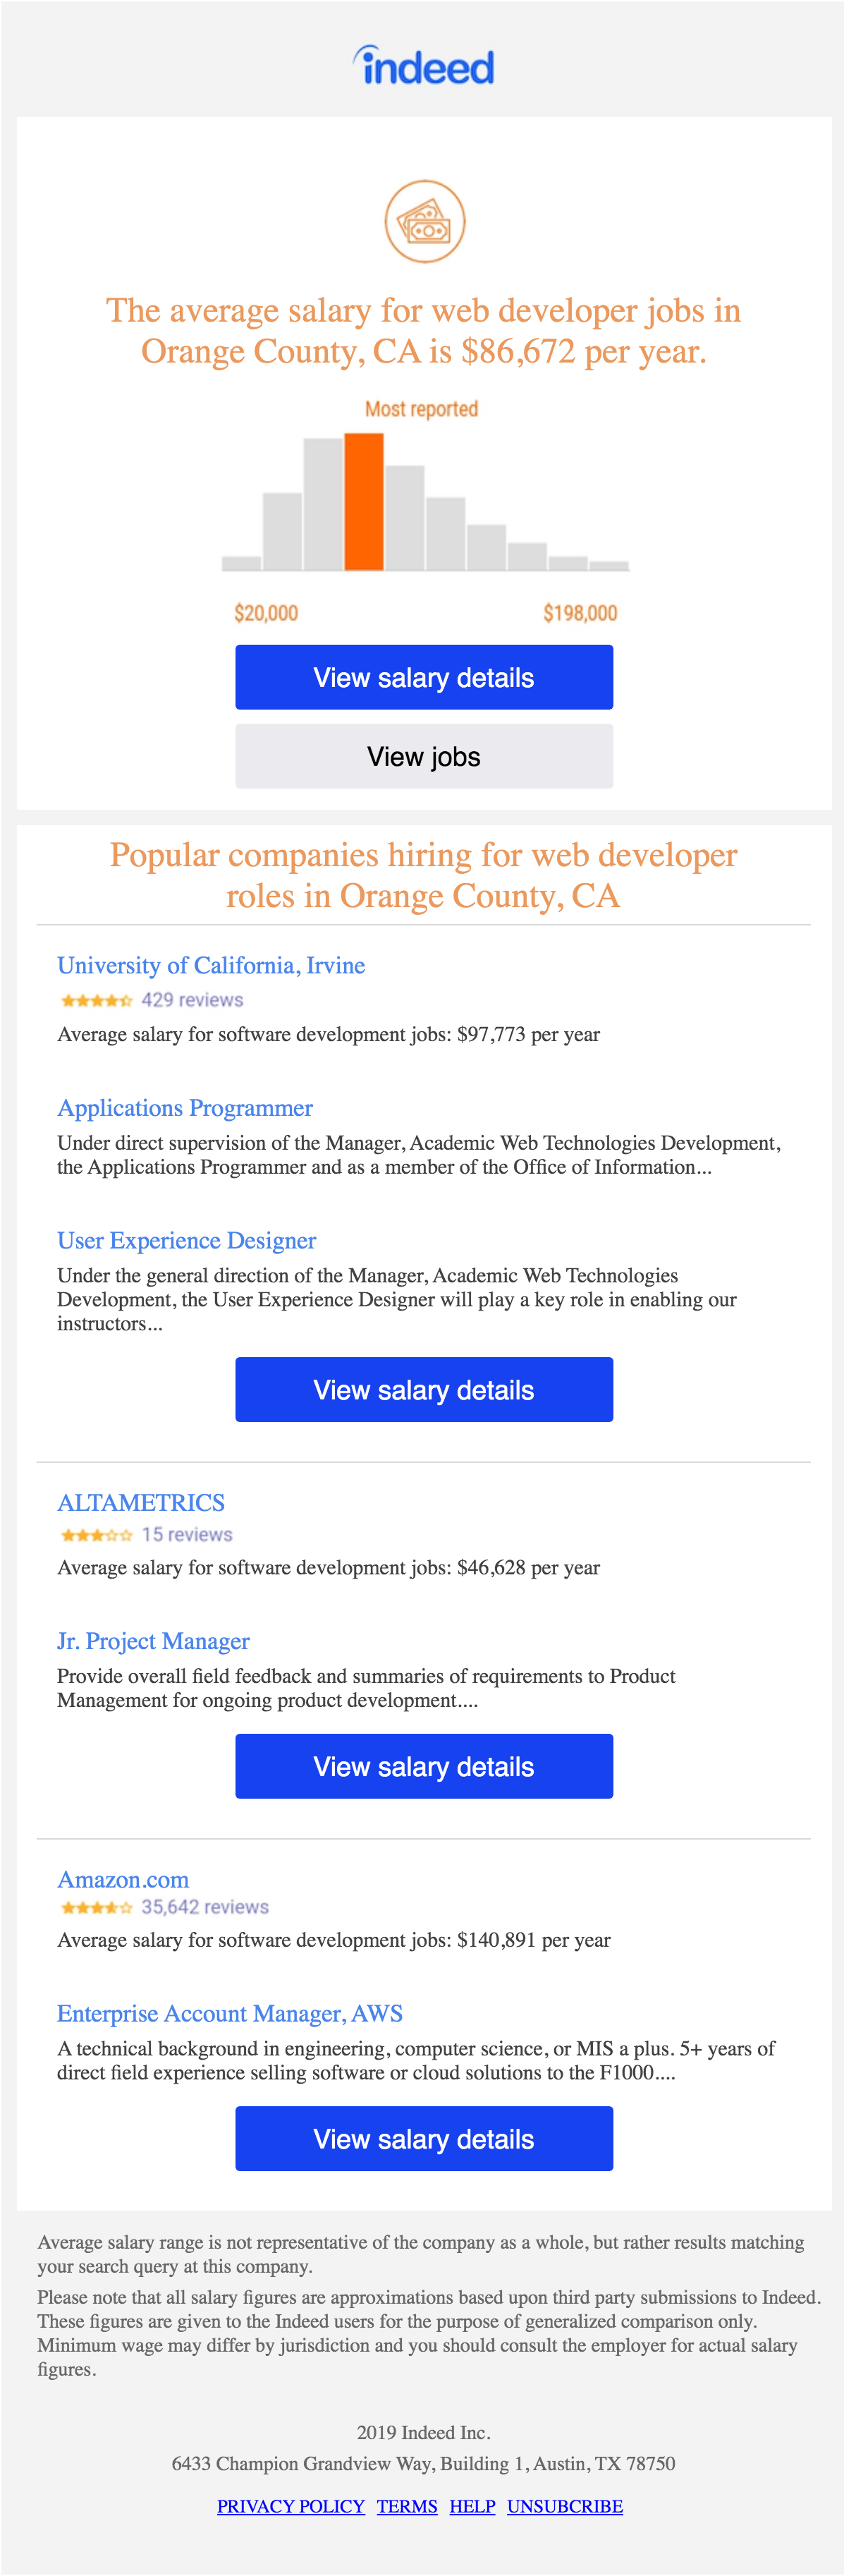 indeed
The average salary for web developer jobs in
Orange County, CA is $86,672 per year.
Most reported
$20,000 $198,000
View salary details
View jobs
Popular companies hiring for web developer
roles in Orange County, CA
University of California, Irvine
429 reviews
Average salary for software development jobs: $97,773 per year
Applications Programmer
Under direct supervision of the Manager, Academic Web Technologies Development,
the Applications Programmer and as a member of the Office of Information...
User Experience Designer
Under the general direction of the Manager, Academic Web Technologies
Development, the User Experience Designer will play a key role in enabling our
instructors...
View salary details
ALTAMETRICS
15 reviews
Average salary for software development jobs: $46,628 per year
Jr. Project Manager
Provide overall field feedback and summaries of requirements to Product
Management for ongoing product development....
View salary details
Amazon.com
35,642 reviews
Average salary for software development jobs: $140,891 per year
Enterprise Account Manager, AWS
A technical background in engineering, computer science, or MIS a plus. 5+ years of
direct field experience selling software or cloud solutions to the F1000....
View salary details
Average salary range is not representative of the company as a whole, but rather results matching
your search query at this company.
Please note that all salary figures are approximations based upon third party submissions to Indeed.
These figures are given to the Indeed users for the purpose of generalized comparison only.
Minimum wage may differ by jurisdiction and you should consult the employer for actual salary
figures.
2019 Indeed Inc.
6433 Champion Grandview Way, Building 1, Austin, TX 78750
PRIVACY POLICY TERMS HELP UNSUBCRIBE